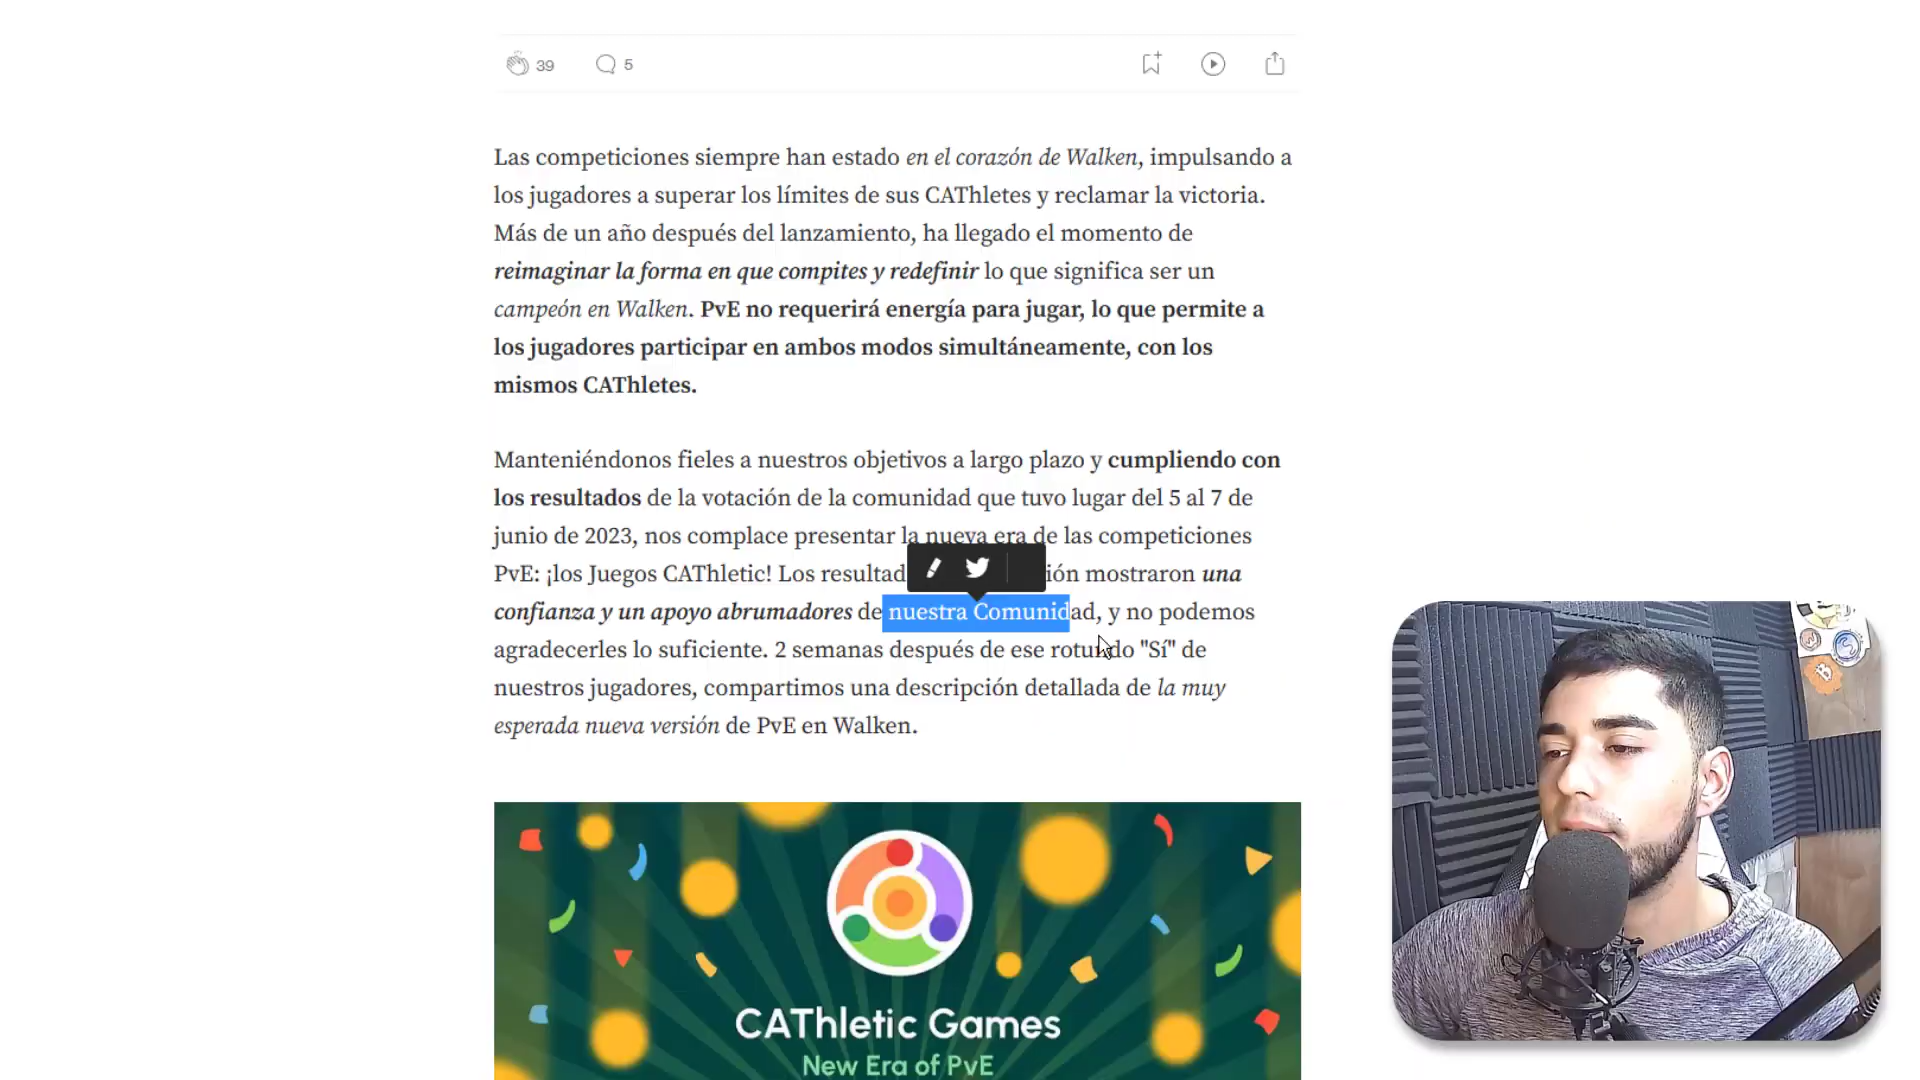 39 5
Las competiciones siempre han estado en el corazón de Walken, impulsando a
los jugadores a superar los límites de sus CAThletes y reclamar la victoria.
Más de un año después del lanzamiento, ha llegado el momento de
reimaginar la forma en que compites y redefinir lo que significa ser un
campeón en Walken. PvE no requerirá energía para jugar, lo que permite a
los jugadores participar en ambos modos simultáneamente, con los
mismos CAThletes.
Manteniéndonos fieles a nuestros objetivos a largo plazo y cumpliendo con
los resultados de la votación de la comunidad que tuvo lugar del 5 al 7 de
junio de 2023, nos complace presentar la nueva era de las competiciones
PvE: ¡los Juegos CAThletic! Los resultad ión mostraron una
confianza y un apoyo abrumadores de nuestra Comunidad, y no podemos
agradecerles lo suficiente. 2 semanas después de ese rotundo "Sí" de
nuestros jugadores, compartimos una descripción detallada de la muy
esperada nueva versión de PvE en Walken.
CAThletic Games
New Era of PvE